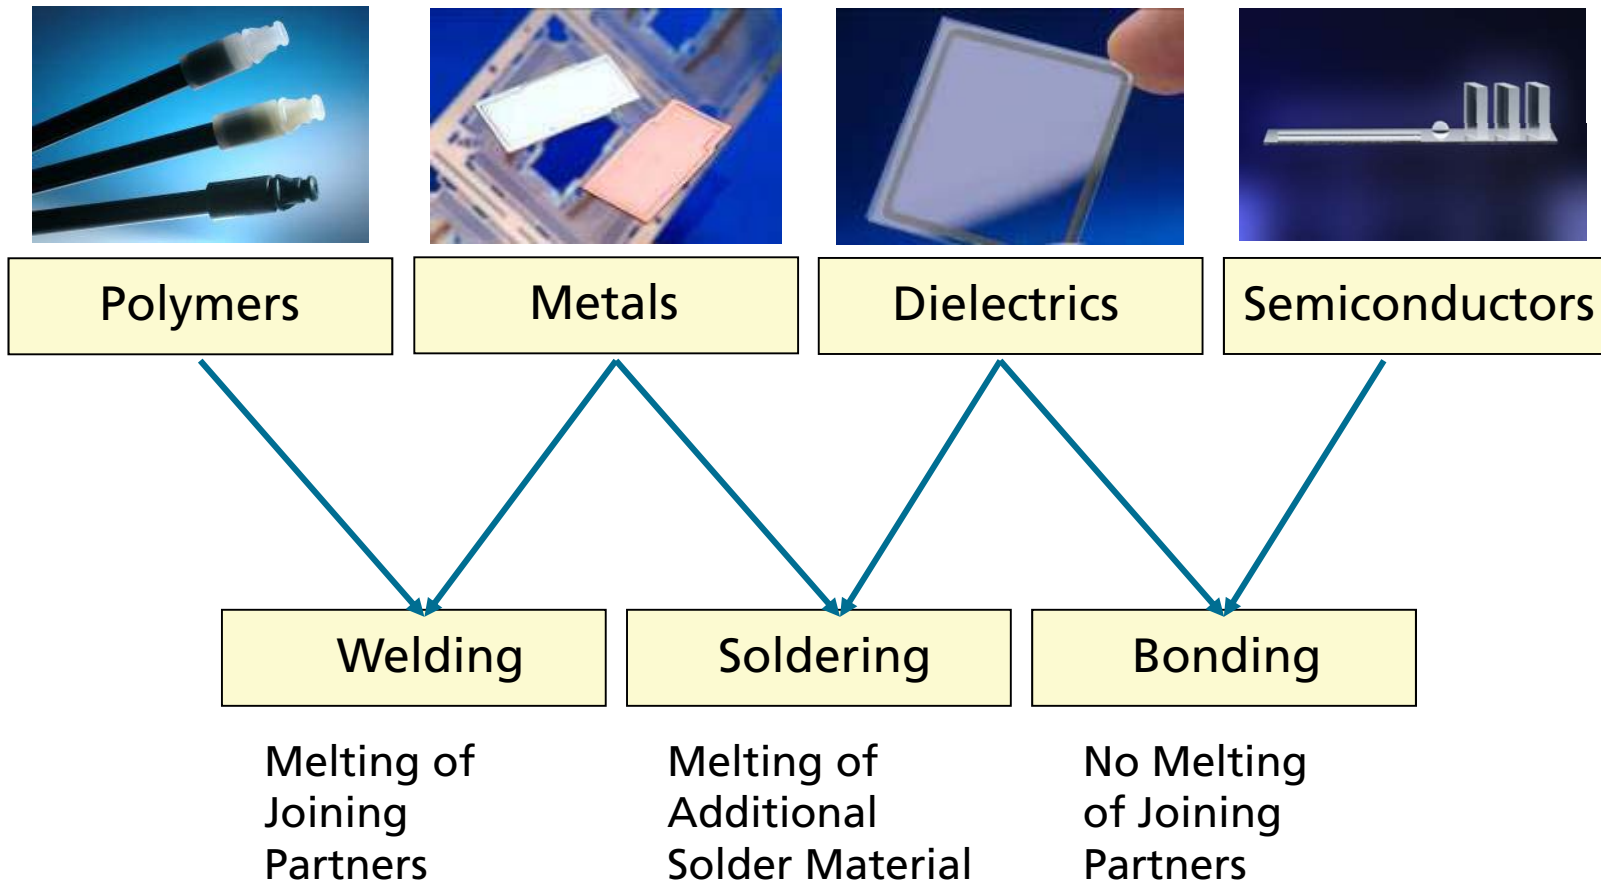 Polymers
Metals
Dielectrics
Semiconductors
Welding
Soldering
Bonding
Melting of
Joining
Partners
Melting of
Additional
Solder Material
No Melting
of Joining
Partners